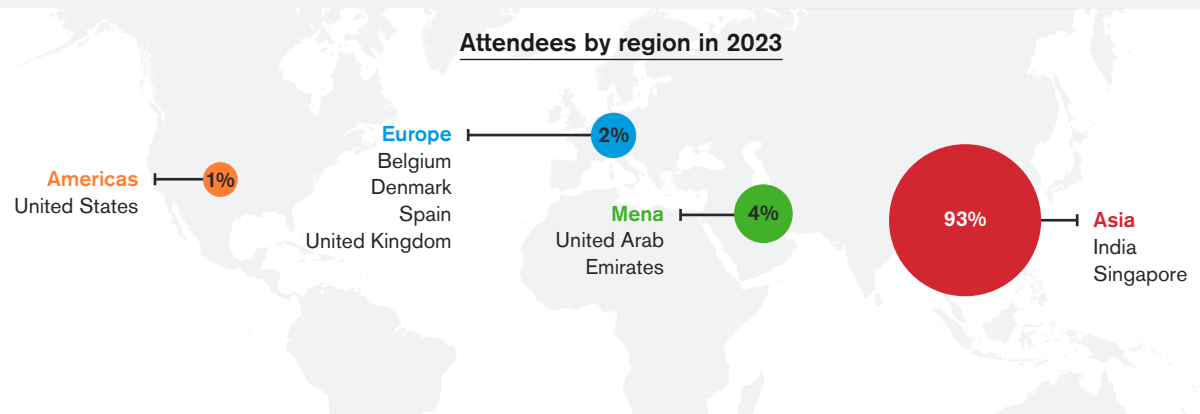 Attendees by region in 2023
Americas
United States
1%
Europe
Belgium
Denmark
Spain
United Kingdom
2%
Mena
United Arab
Emirates
4%
93%
Asia
India
Singapore